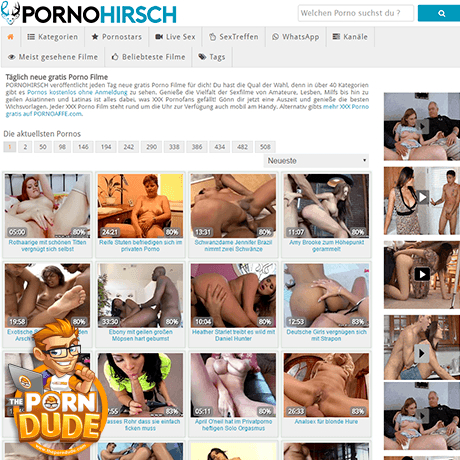 PORNOHIRSCH
Welchen Porno suchst du ?
Kategorien Pornostars Live Sex SexTreffen WhatsApp Kanäle
Meist gesehene Filme Beliebteste Filme Tags
Täglich neue gratis Porno Filme
PORNOHIRSCH veröffentlicht jeden Tag neue gratis Porno Filme für dich! Du hast die Qual der Wahl, denn in über 40 Kategorien
gibt es Pornos kostenlos ohne Anmeldung zu sehen. Genieße die Vielfalt der Sexfilme von Amateure, Lesben, Milfs bis hin zu
geilen Asiatinnen und Latinas ist alles dabei, was XXX Pornofans gefällt! Gönn dir jetzt eine Auszeit und genieße die besten
Wichsvorlagen. Jeder XXX Porno Film steht rund um die Uhr zur Verfügung auch mobil am Handy. Alternativ gibts mehr XXX Porno
gratis auf PORNOAFFE.com.
Die aktuellsten Pornos
1 2 50 98 146 194 242 290 338 386 434 482 508
Neueste
05:00 80% 24:21 80% 13:31 80% 11:07 80%
Rothaarige mit schönen Titten
vergnügt sich selbst!
Reife Stuten befriedigen sich im
privaten Porno
Schwanzdame Jennifer Brazil
nimmt zwei Schwänze
Amy Brooke zum Höhepunkt
gerammelt!
19:58 80% 33:30 80% 10:04 80% 12:53 83%
Exotische
Arsch
Ebony mit geilen großen
Möpsen hart gebumst!
Heather Starlet treibt es wild mit
Daniel Hunter
Deutsche Girls vergnügen sich
mit Strapon
THE
PORN
DUDE
83% 67% 26:33 83%
Rohr dass sie einfach
ficken muss
April O'neil hat im Privatporno
heftigen Solo Orgasmus
Analsex für blonde Hure